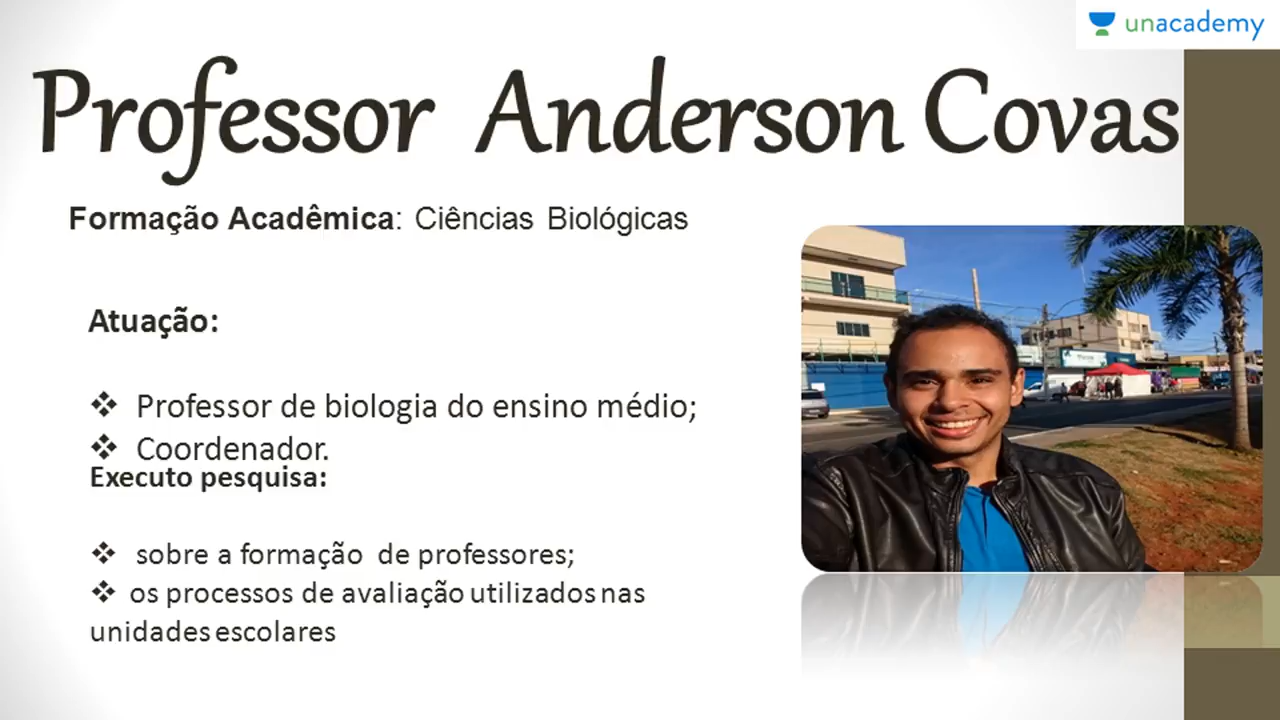 unacademy
Professor Anderson Covas
Formação Acadêmica: Ciências Biológicas
Atuação:
❖ Professor de biologia do ensino médio;
❖ Coordenador.
Executo pesquisa:
❖ sobre a formação de professores;
❖ os processos de avaliação utilizados nas
unidades escolares